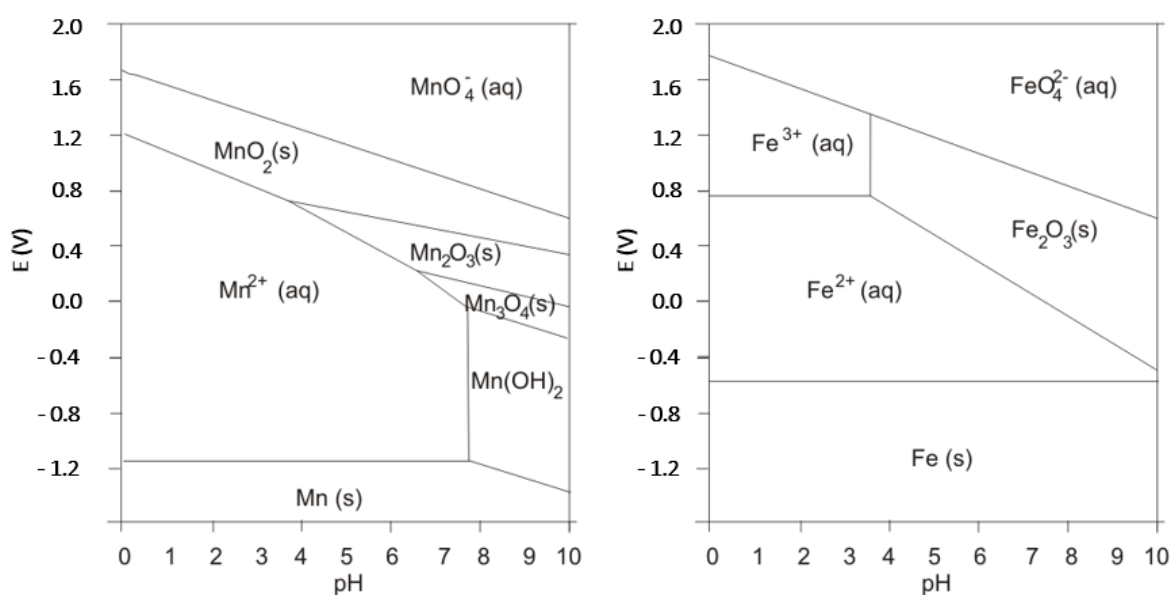 2.0
1.6
1.2
0.8
0.4
0.0
- 0.4
- 0.8
- 1.2
E (V)
MnO₄⁻ (aq)
MnO₂(s)
Mn₂O₃(s)
Mn²⁺ (aq)
Mn₃O₄(s)
Mn(OH)₂
Mn (s)
0 1 2 3 4 5 6 7 8 9 10
pH
2.0
1.6
1.2
0.8
0.4
0.0
- 0.4
- 0.8
- 1.2
E (V)
FeO₄²⁻ (aq)
Fe³⁺ (aq)
Fe₂O₃(s)
Fe²⁺ (aq)
Fe (s)
0 1 2 3 4 5 6 7 8 9 10
pH